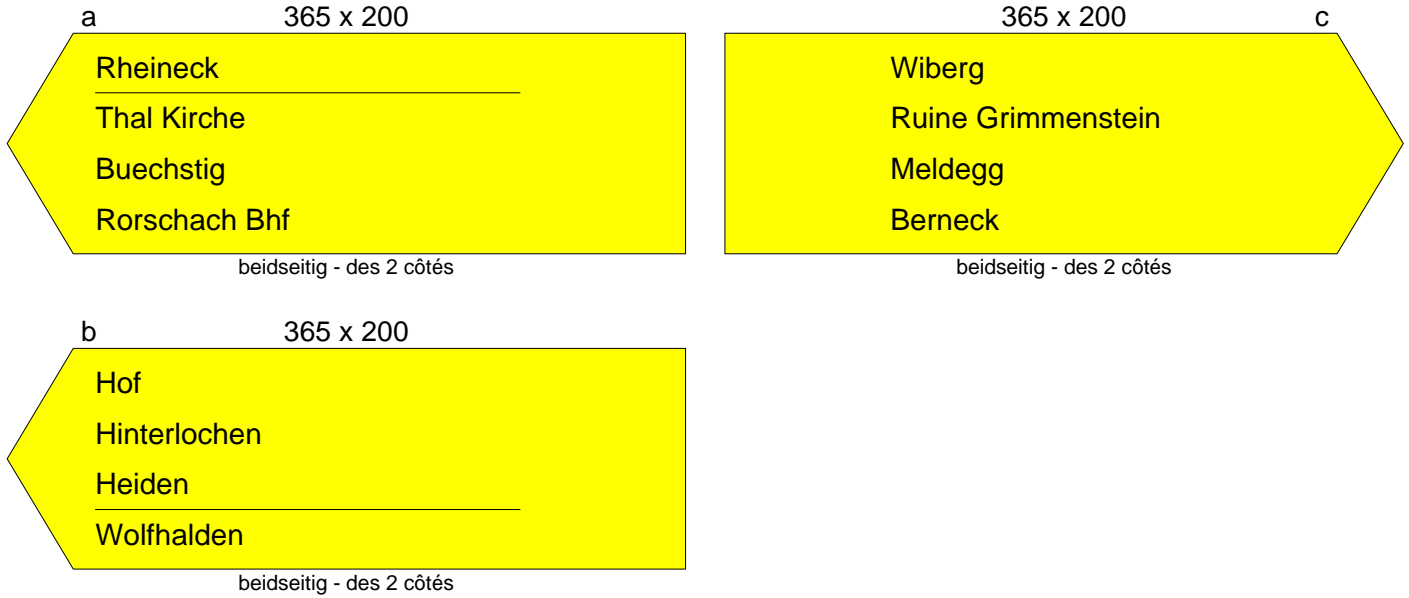 a 365 x 200
Rheineck
Thal Kirche
Buechstig
Rorschach Bhf
beidseitig - des 2 côtés
365 x 200 c
Wiberg
Ruine Grimmenstein
Meldegg
Berneck
beidseitig - des 2 côtés
b 365 x 200
Hof
Hinterlochen
Heiden
Wolfhalden
beidseitig - des 2 côtés